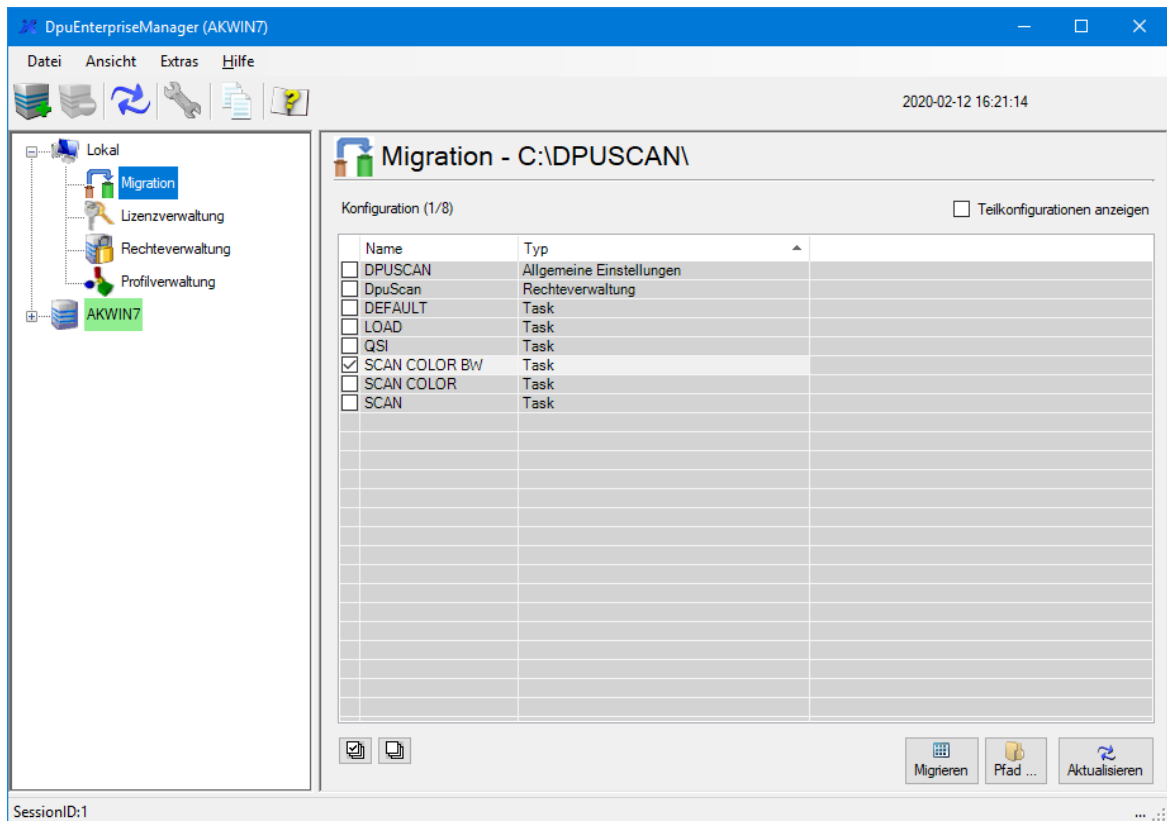 DpuEnterpriseManager (AKWIN7)
Datei Ansicht Extras Hilfe
2020-02-12 16:21:14
Lokal
Migration
Lizenzverwaltung
Rechteverwaltung
Profilverwaltung
AKWIN7
Migration - C:\DPUSCAN\
Konfiguration (1/8)
Teilkonfigurationen anzeigen
Name Typ
DPUSCAN Allgemeine Einstellungen
DpuScan Rechteverwaltung
DEFAULT Task
LOAD Task
QSI Task
SCAN COLOR BW Task
SCAN COLOR Task
SCAN Task
Migrieren Pfad ... Aktualisieren
SessionID:1 ...